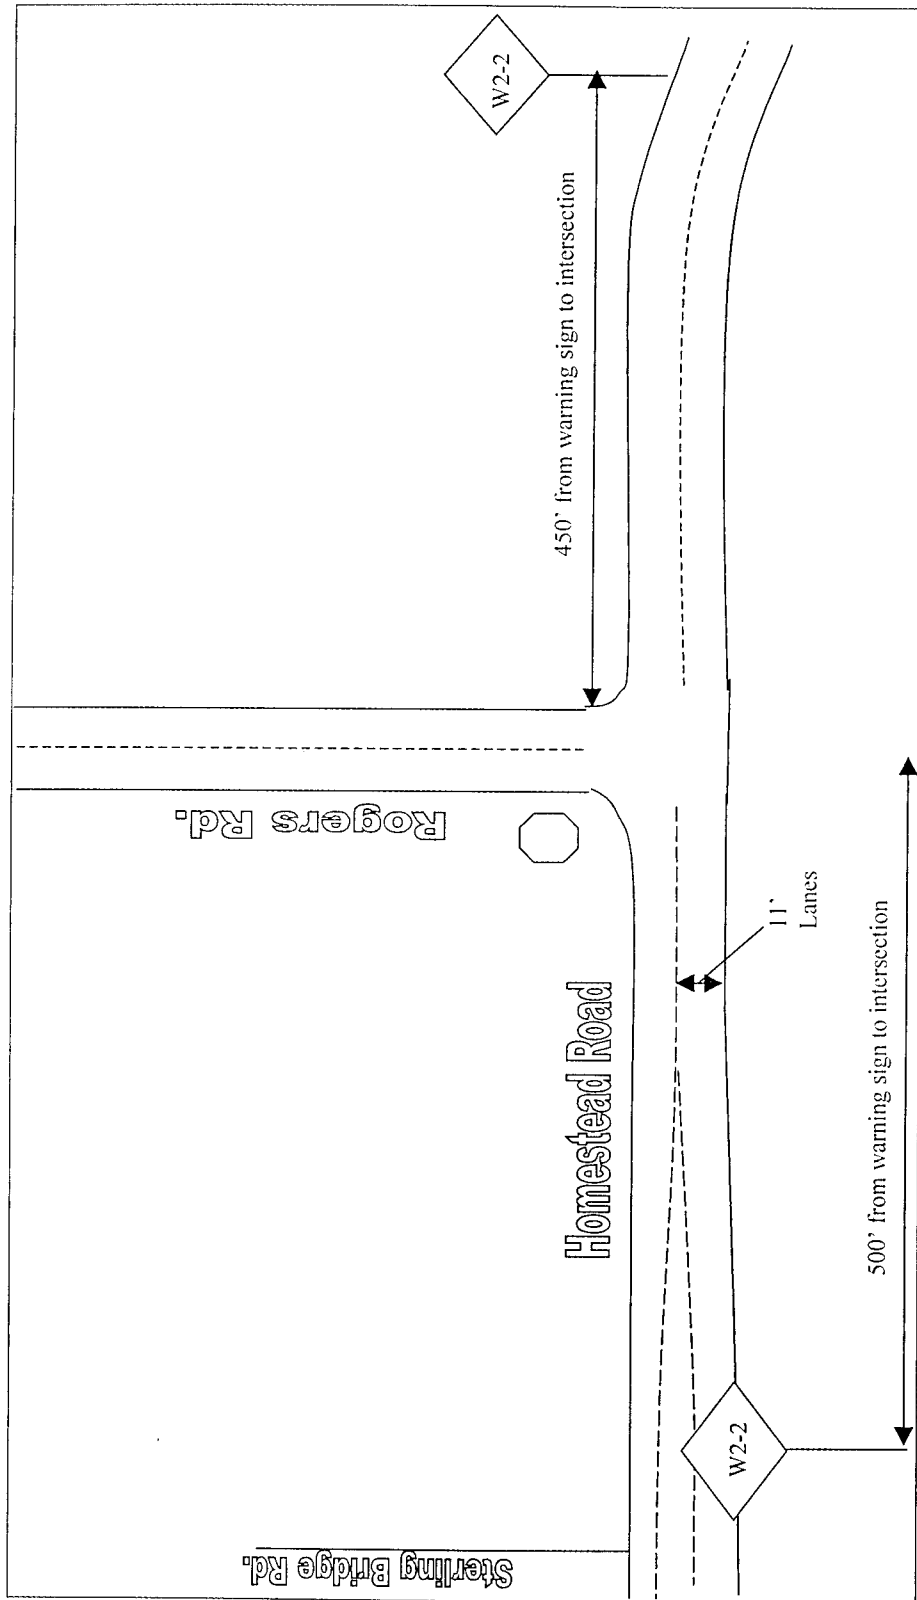 W2-2
450' from warning sign to intersection
Rogers Rd.
11'
Lanes
Homestead Road
500' from warning sign to intersection
W2-2
Sterling Bridge Rd.